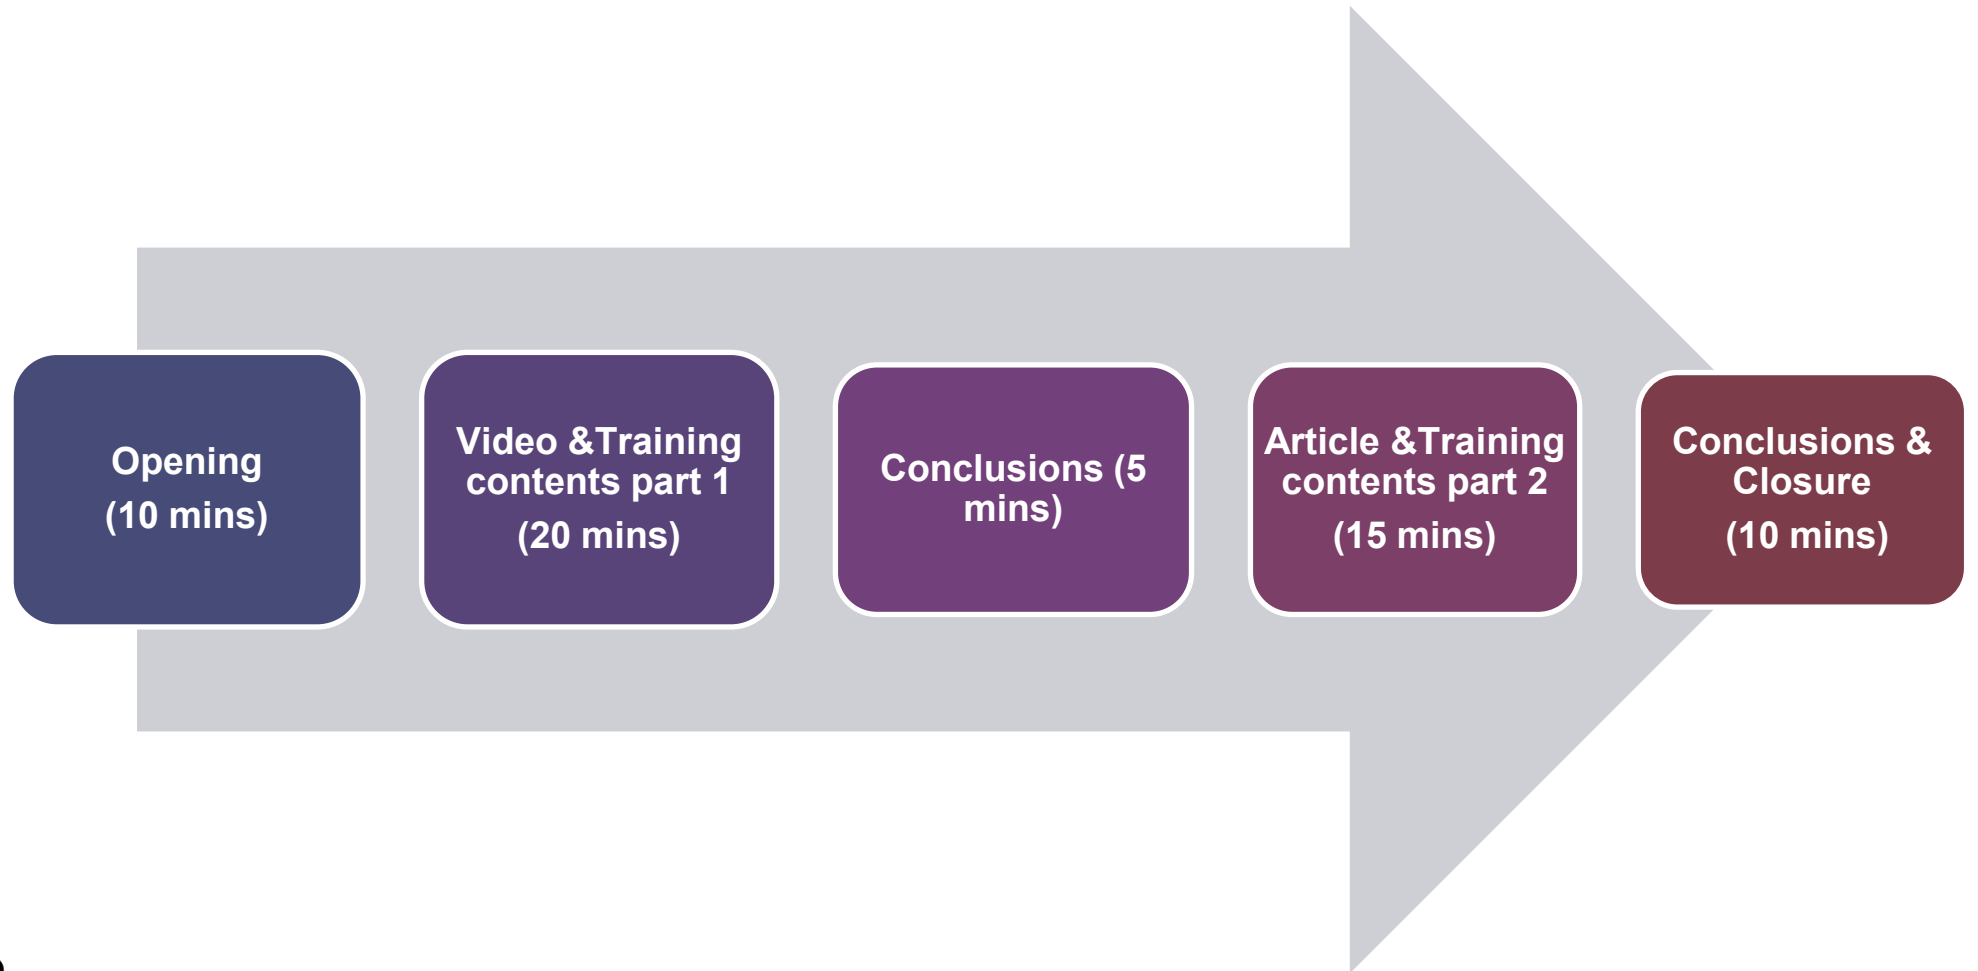 Opening
(10 mins)
Video &Training
contents part 1
(20 mins)
Conclusions (5
mins)
Article &Training
contents part 2
(15 mins)
Conclusions &
Closure
(10 mins)